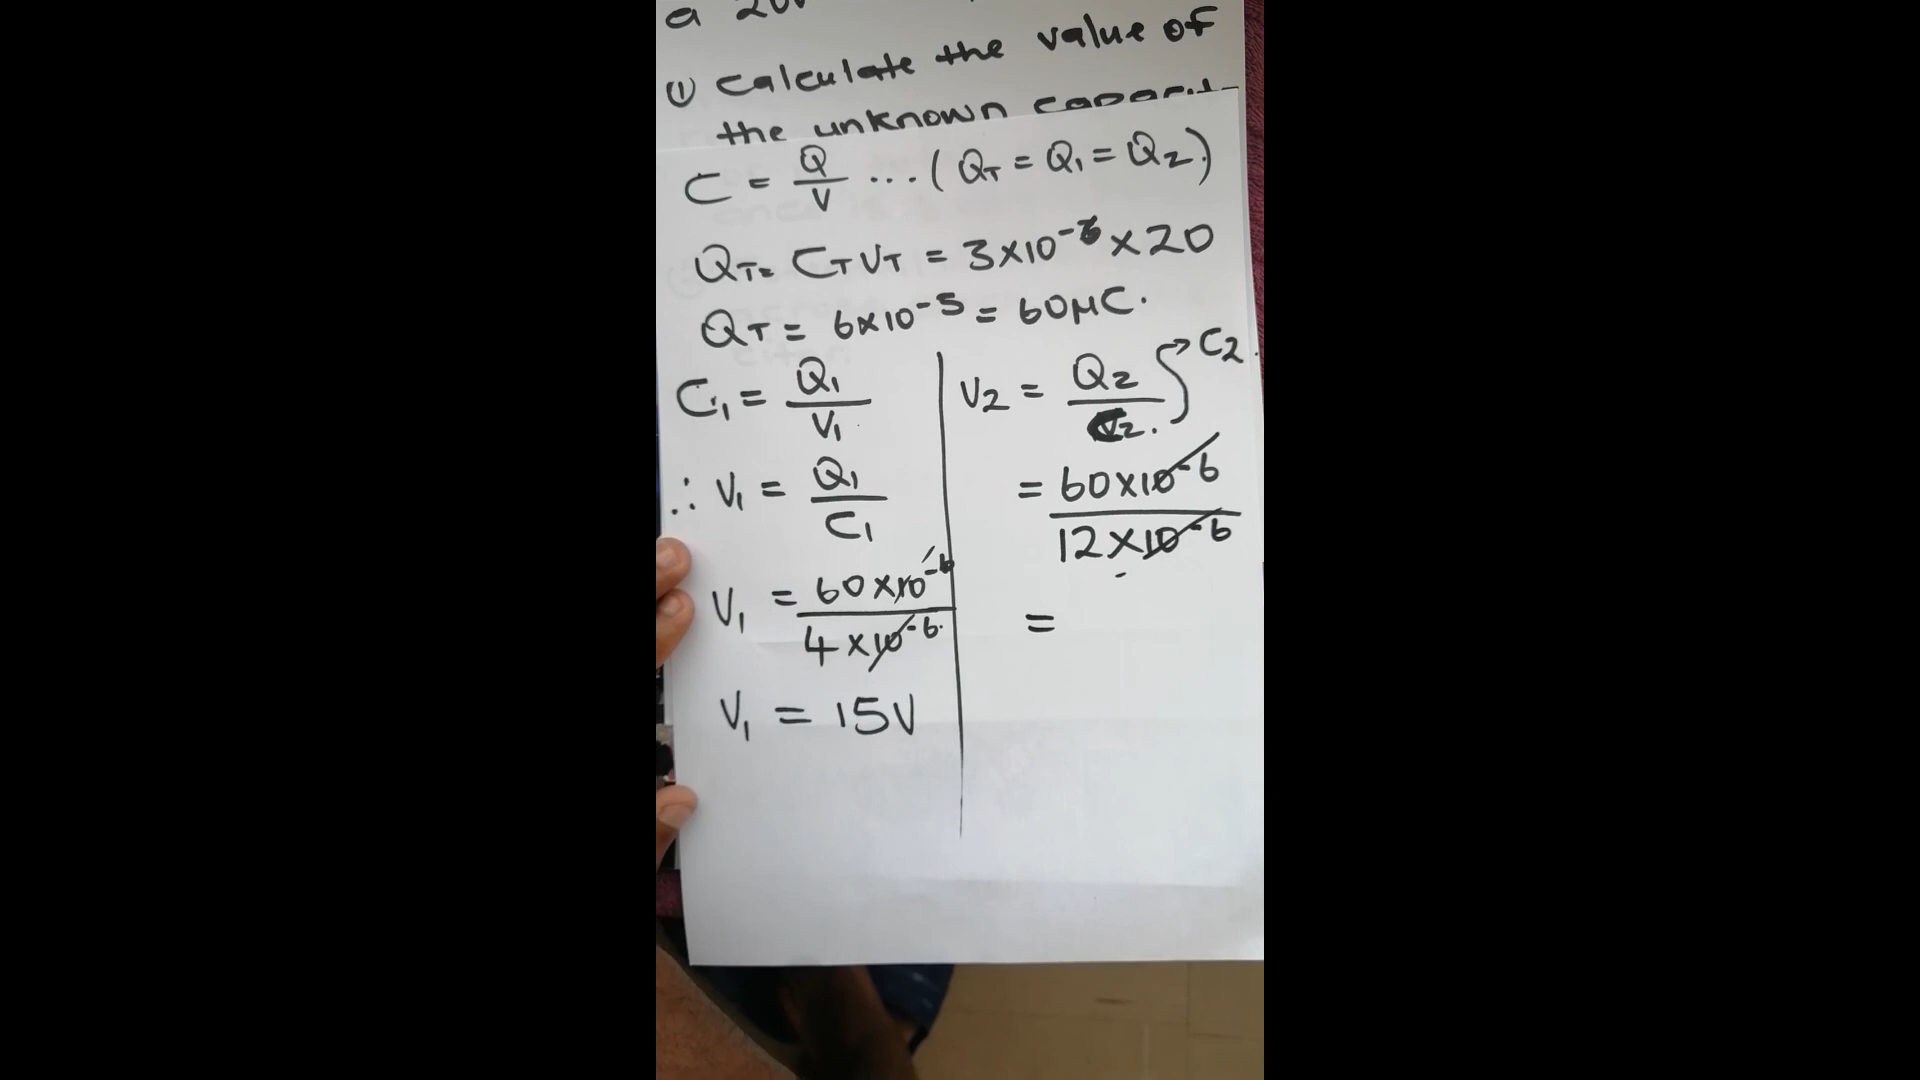 a 20V
① Calculate the value of
the unknown
C = Q/V ... (QT = Q1 = Q2)
QT = CTVT = 3×10⁻⁶ × 20
QT = 6×10⁻⁵ = 60μC.
C1 = Q1/V1
∴ V1 = Q1/C1
V1 = 60×10⁻⁶/4×10⁻⁶
V1 = 15V
V2 = Q2/C2. → C2.
= 60×10⁻⁶/12×10⁻⁶
=